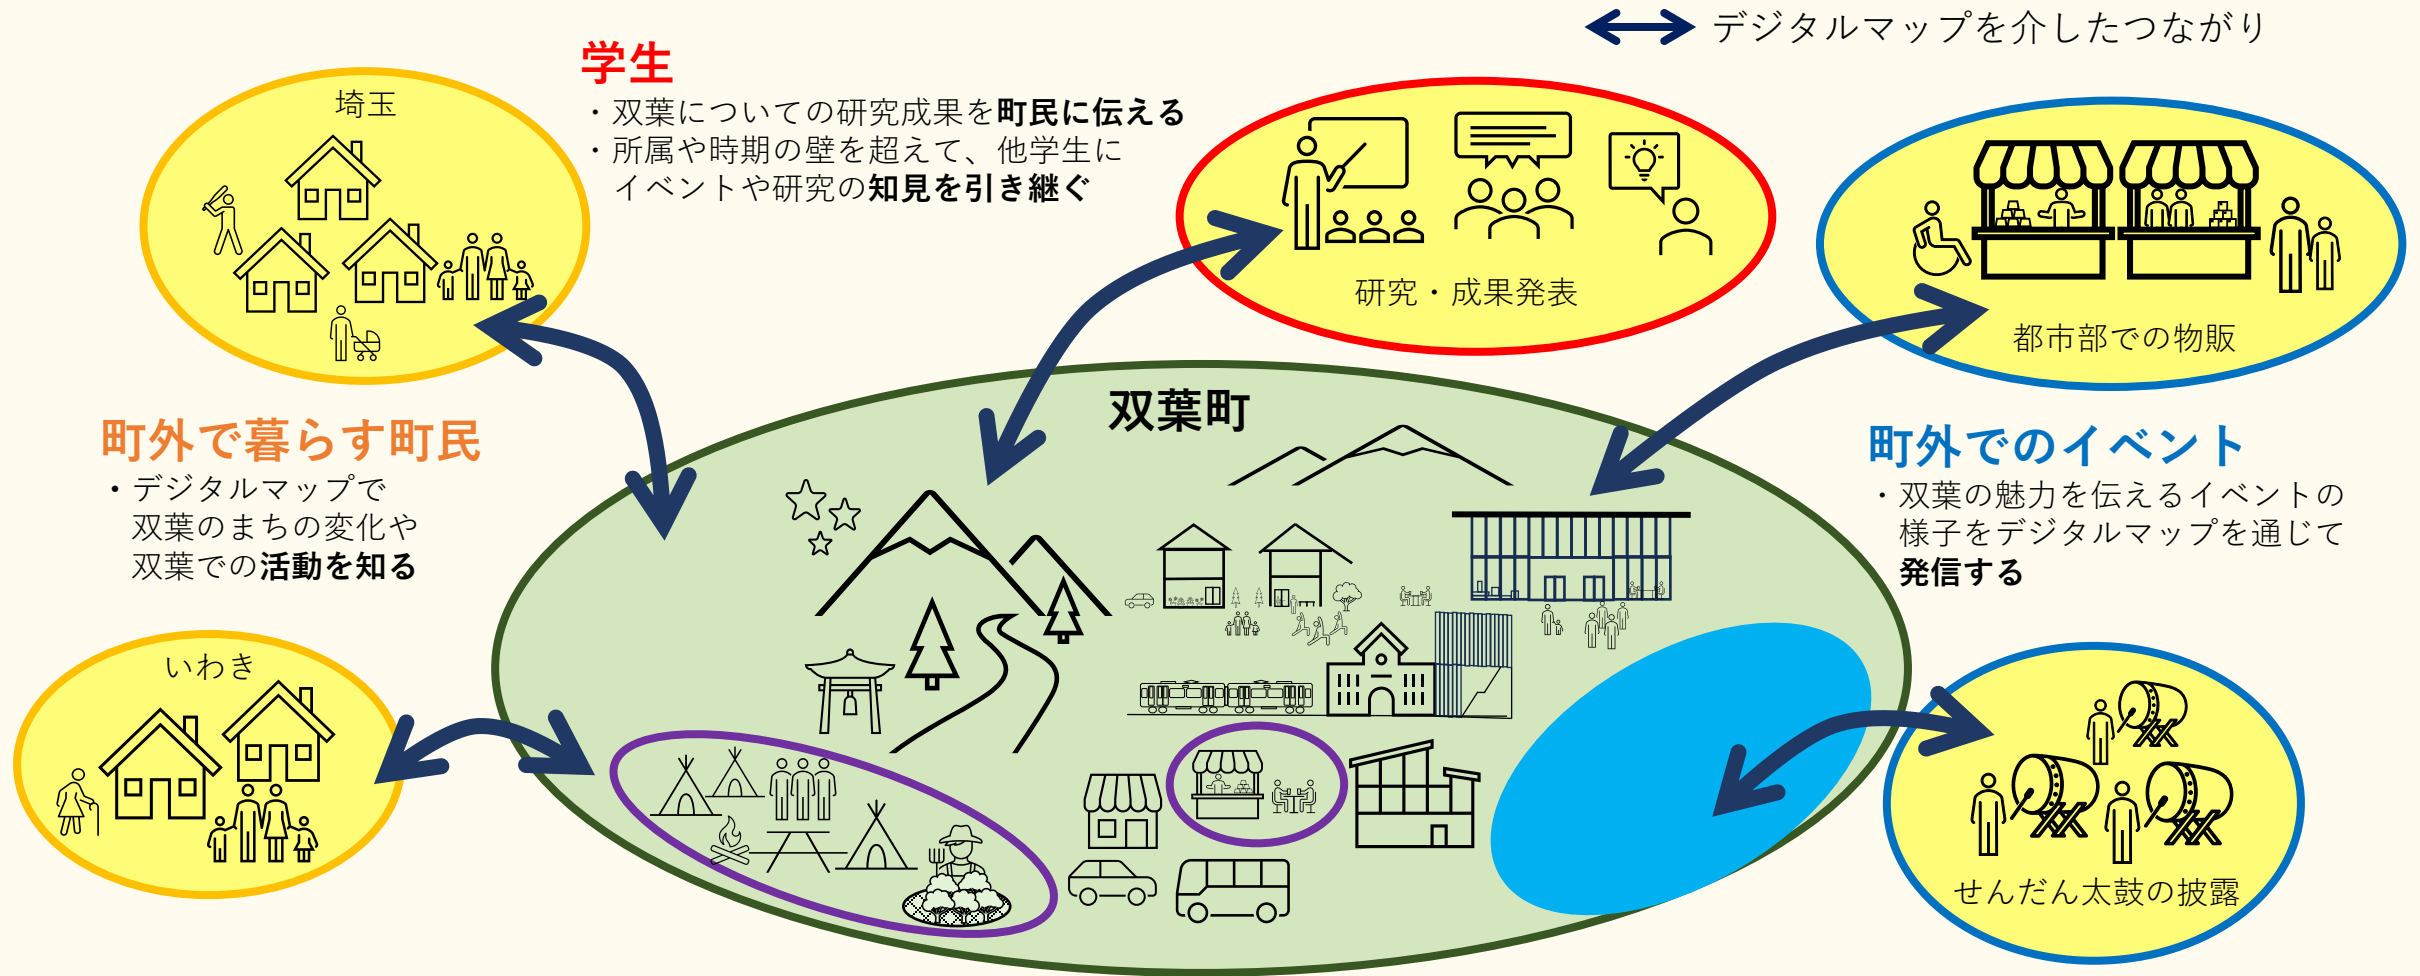 デジタルマップを介したつながり
学生
・双葉についての研究成果を町民に伝える
・所属や時期の壁を超えて、他学生に
イベントや研究の知見を引き継ぐ
埼玉
研究・成果発表
都市部での物販
双葉町
町外で暮らす町民
・デジタルマップで
双葉のまちの変化や
双葉での活動を知る
町外でのイベント
・双葉の魅力を伝えるイベントの
様子をデジタルマップを通じて
発信する
いわき
せんだん太鼓の披露